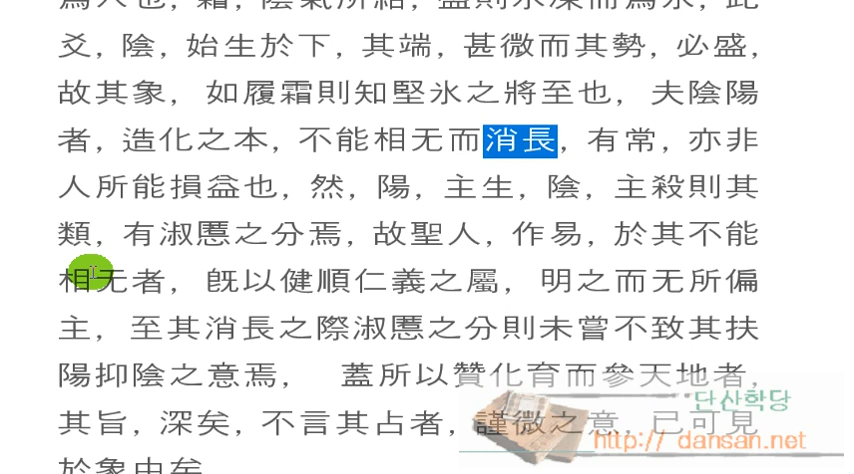 爲人也, 霜, 陰氣所結, 盛則水凍而爲氷, 此
爻, 陰, 始生於下, 其端, 甚微而其勢, 必盛,
故其象, 如履霜則知堅氷之將至也, 夫陰陽
者, 造化之本, 不能相无而消長, 有常, 亦非
人所能損益也, 然, 陽, 主生, 陰, 主殺則其
類, 有淑慝之分焉, 故聖人, 作易, 於其不能
相无者, 旣以健順仁義之屬, 明之而无所偏
主, 至其消長之際淑慝之分則未嘗不致其扶
陽抑陰之意焉, 蓋所以贊化育而參天地者,
其旨, 深矣, 不言其占者, 謹微之意, 已可見
於象中矣
단산학당
http:// dansan.net